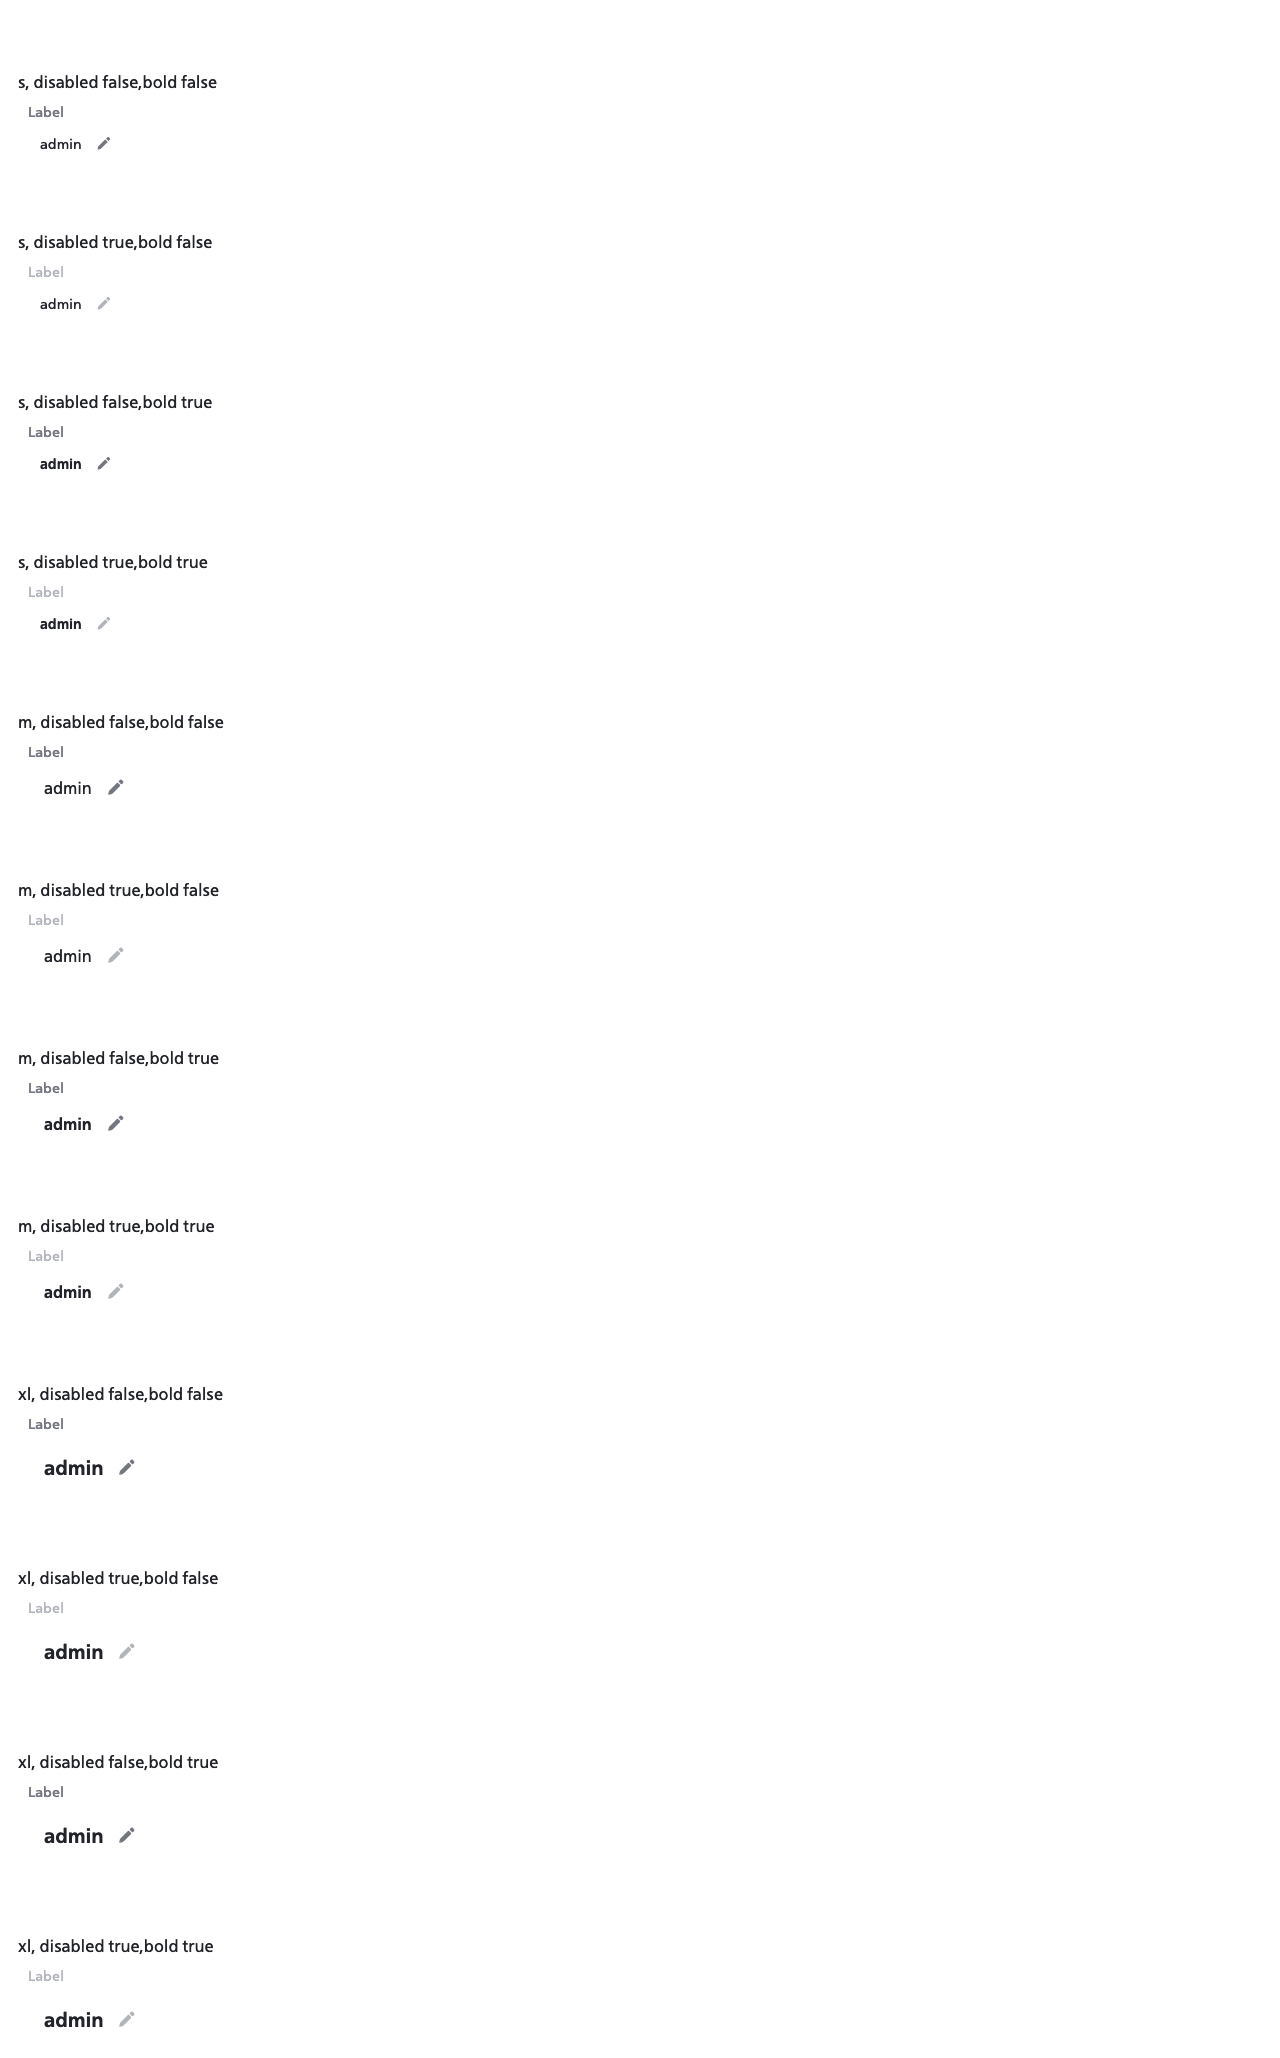 s, disabled false,bold false
Label
admin
s, disabled true,bold false
Label
admin
s, disabled false,bold true
Label
admin
s, disabled true,bold true
Label
admin
m, disabled false,bold false
Label
admin
m, disabled true,bold false
Label
admin
m, disabled false,bold true
Label
admin
m, disabled true,bold true
Label
admin
xl, disabled false,bold false
Label
admin
xl, disabled true,bold false
Label
admin
xl, disabled false,bold true
Label
admin
xl, disabled true,bold true
Label
admin